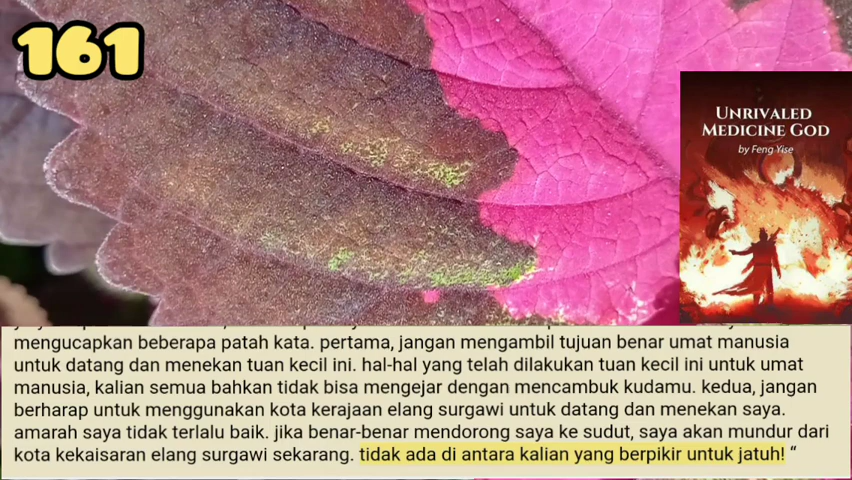 161
UNRIVALED
MEDICINE GOD
by Feng Yise
mengucapkan beberapa patah kata. pertama, jangan mengambil tujuan benar umat manusia
untuk datang dan menekan tuan kecil ini. hal-hal yang telah dilakukan tuan kecil ini untuk umat
manusia, kalian semua bahkan tidak bisa mengejar dengan mencambuk kudamu. kedua, jangan
berharap untuk menggunakan kota kerajaan elang surgawi untuk datang dan menekan saya.
amarah saya tidak terlalu baik. jika benar-benar mendorong saya ke sudut, saya akan mundur dari
kota kekaisaran elang surgawi sekarang. tidak ada di antara kalian yang berpikir untuk jatuh! “